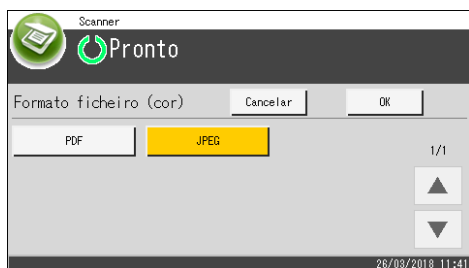 Scanner
Pronto
Formato ficheiro (cor) Cancelar OK
PDF JPEG
1/1
26/03/2018 11:41